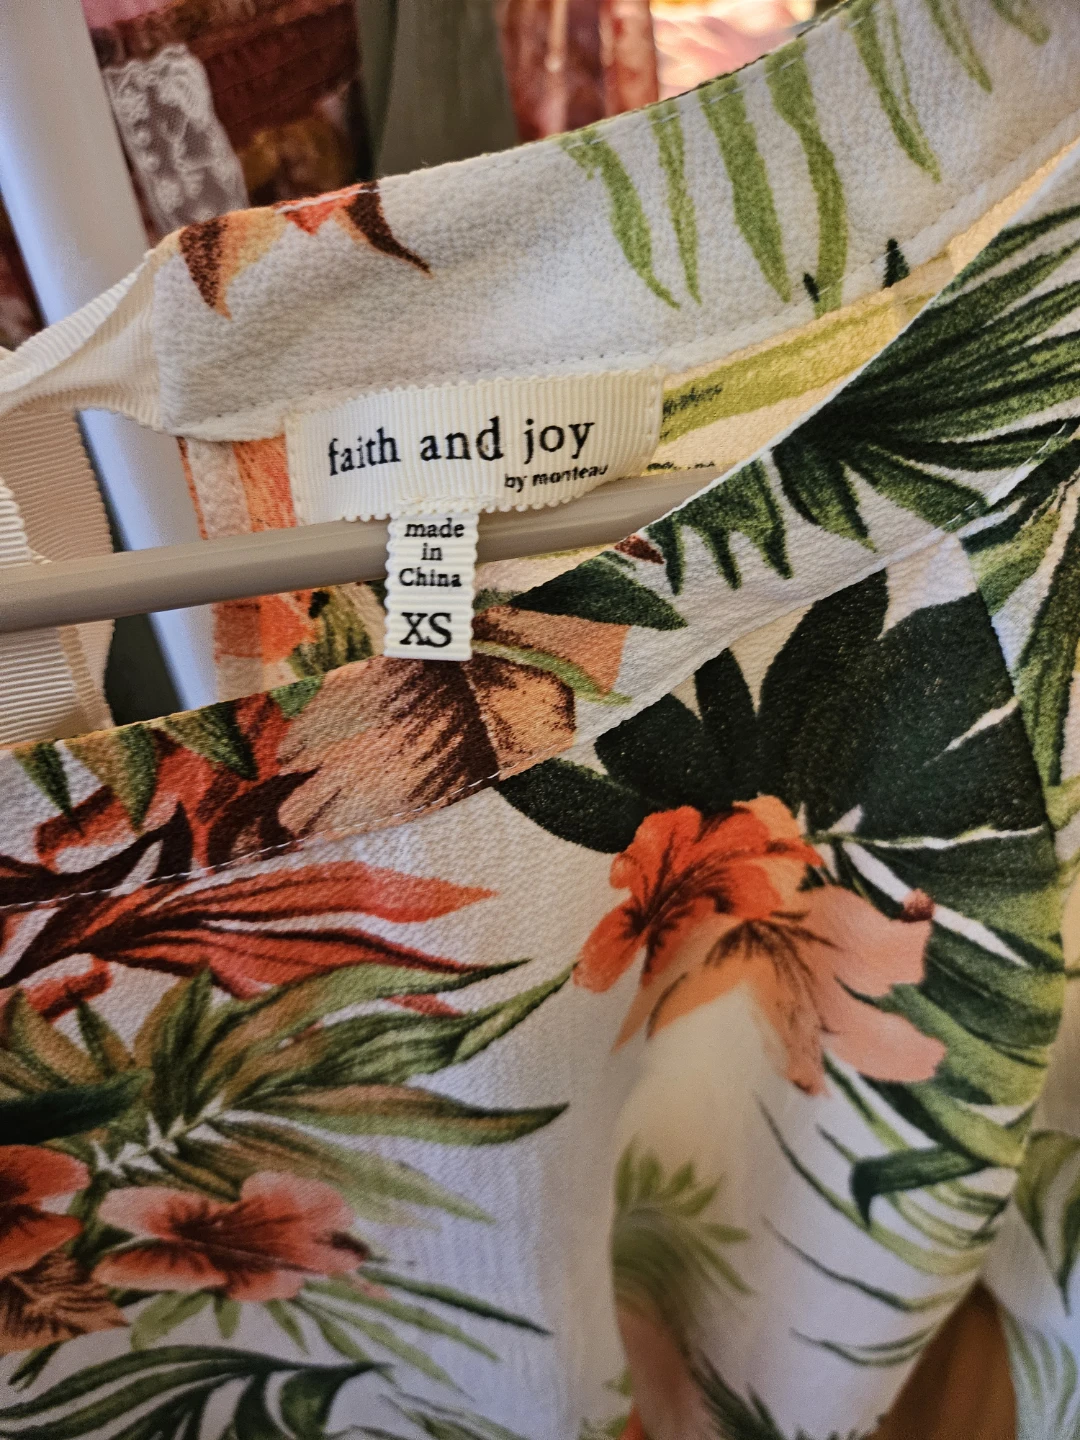 faith and joy
by monteau
made
in
China
XS